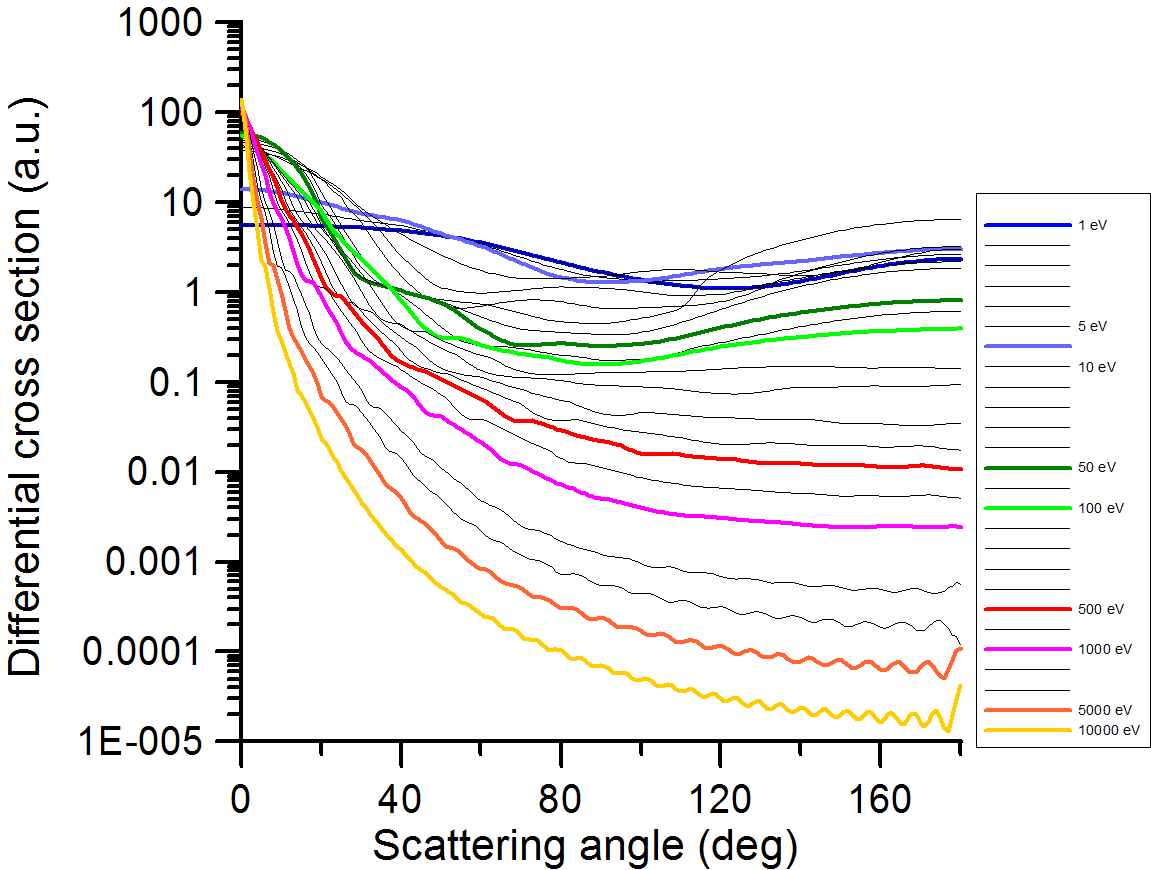 Differential cross section (a.u.)
1000
100
10
1
0.1
0.01
0.001
0.0001
1E-005
0 40 80 120 160
Scattering angle (deg)
1 eV
5 eV
10 eV
50 eV
100 eV
500 eV
1000 eV
5000 eV
10000 eV